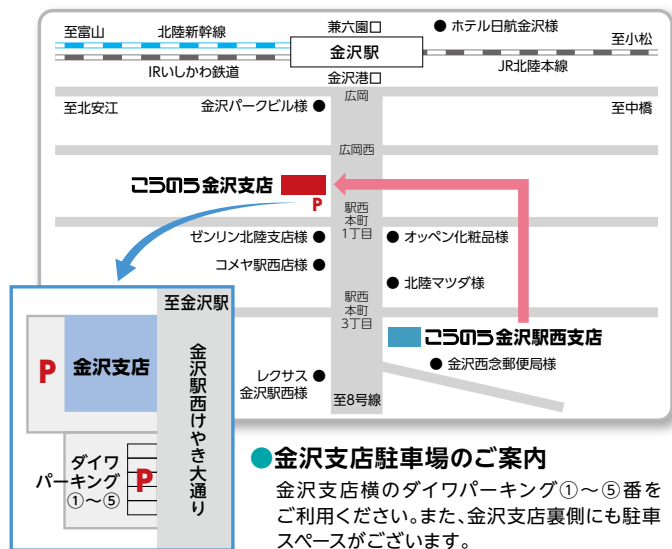 至富山
北陸新幹線
兼六園口
ホテル日航金沢様
至小松
金沢駅
IRいしかわ鉄道
JR北陸本線
金沢港口
至北安江
金沢パークビル様
広岡
至中橋
広岡西
こうのう金沢支店
P
駅西
本町
1丁目
ゼンリン北陸支店様
オッペン化粧品様
コメヤ駅西店様
北陸マツダ様
駅西
本町
3丁目
こうのう金沢駅西支店
金沢西念郵便局様
レクサス
金沢駅西様
至8号線
至金沢駅
P
金沢支店
金沢駅西けやき大通り
ダイワ
パーキング
①～⑤
P
●金沢支店駐車場のご案内
金沢支店横のダイワパーキング①～⑤番を
ご利用ください。また、金沢支店裏側にも駐車
スペースがございます。